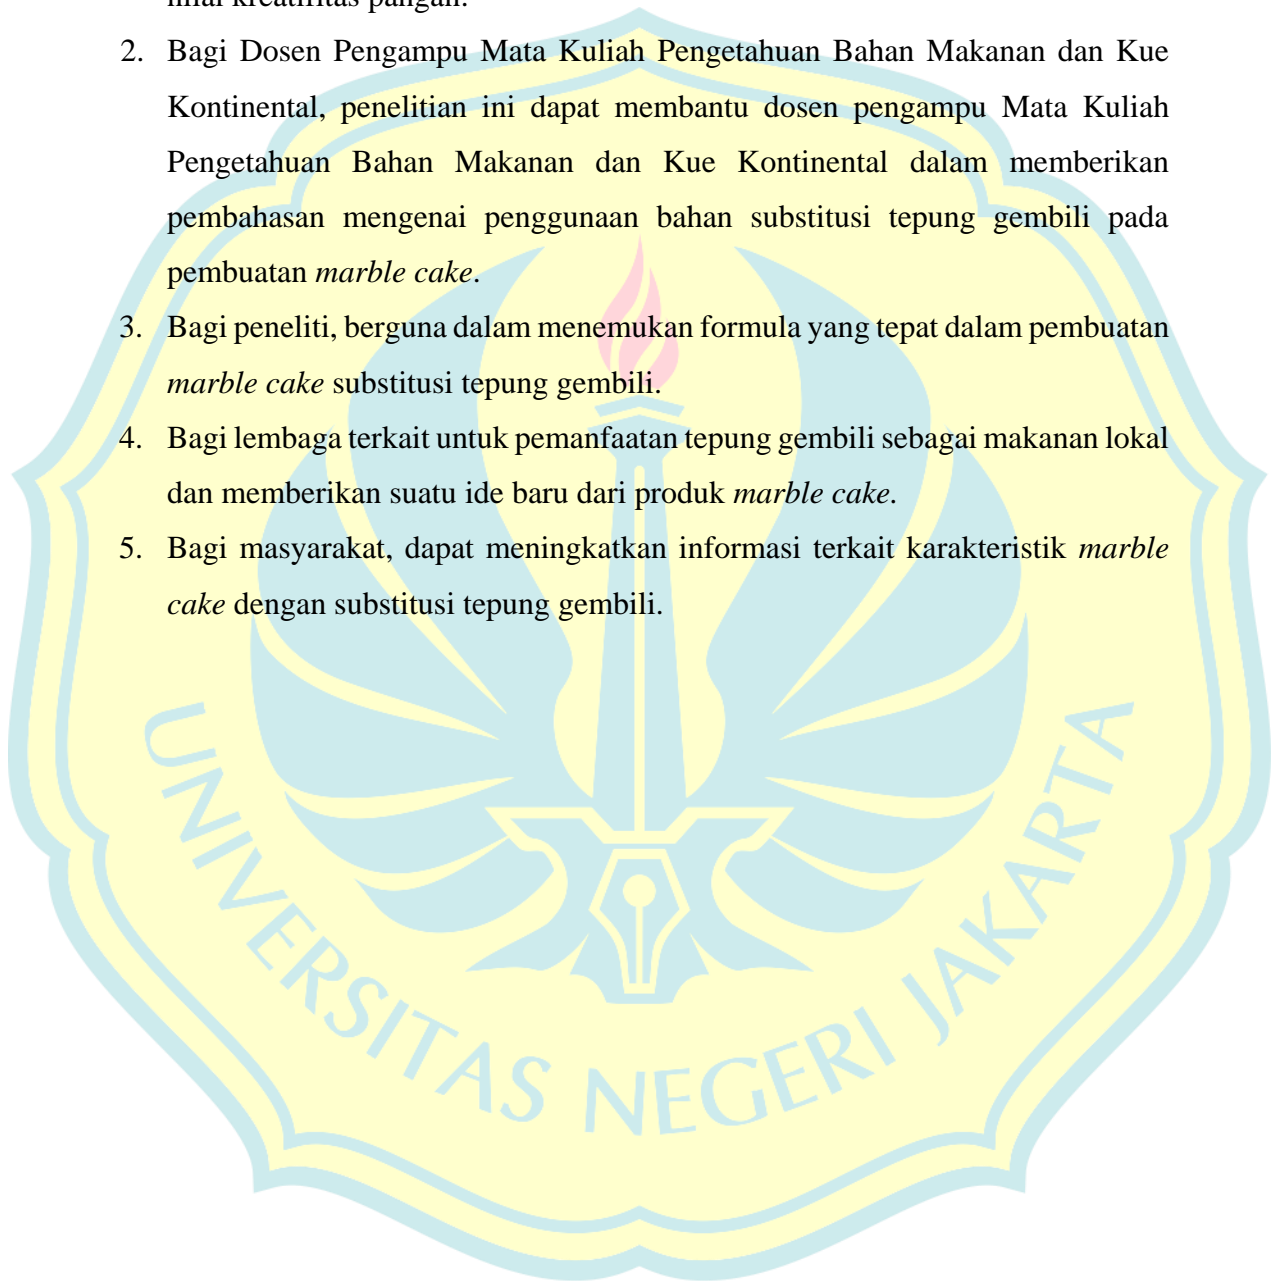 nilai kreatifitas pangan.
2. Bagi Dosen Pengampu Mata Kuliah Pengetahuan Bahan Makanan dan Kue
Kontinental, penelitian ini dapat membantu dosen pengampu Mata Kuliah
Pengetahuan Bahan Makanan dan Kue Kontinental dalam memberikan
pembahasan mengenai penggunaan bahan substitusi tepung gembili pada
pembuatan marble cake.
3. Bagi peneliti, berguna dalam menemukan formula yang tepat dalam pembuatan
marble cake substitusi tepung gembili.
4. Bagi lembaga terkait untuk pemanfaatan tepung gembili sebagai makanan lokal
dan memberikan suatu ide baru dari produk marble cake.
5. Bagi masyarakat, dapat meningkatkan informasi terkait karakteristik marble
cake dengan substitusi tepung gembili.
UNIVERSITAS NEGERI JAKARTA